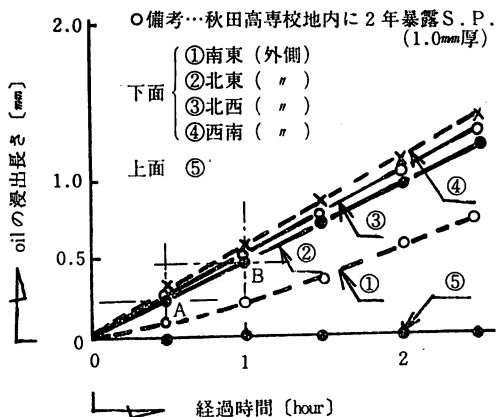 2.0
○備考…秋田高専校地内に2年暴露S.P.
(1.0mm厚)
下面
①南東(外側)
②北東(〃)
③北西(〃)
④西南(〃)
上面 ⑤
oilの浸出長さ〔mm〕
1.0
0.5
0
④
③
②
①
⑤
A
B
0
1
2
経過時間〔hour〕